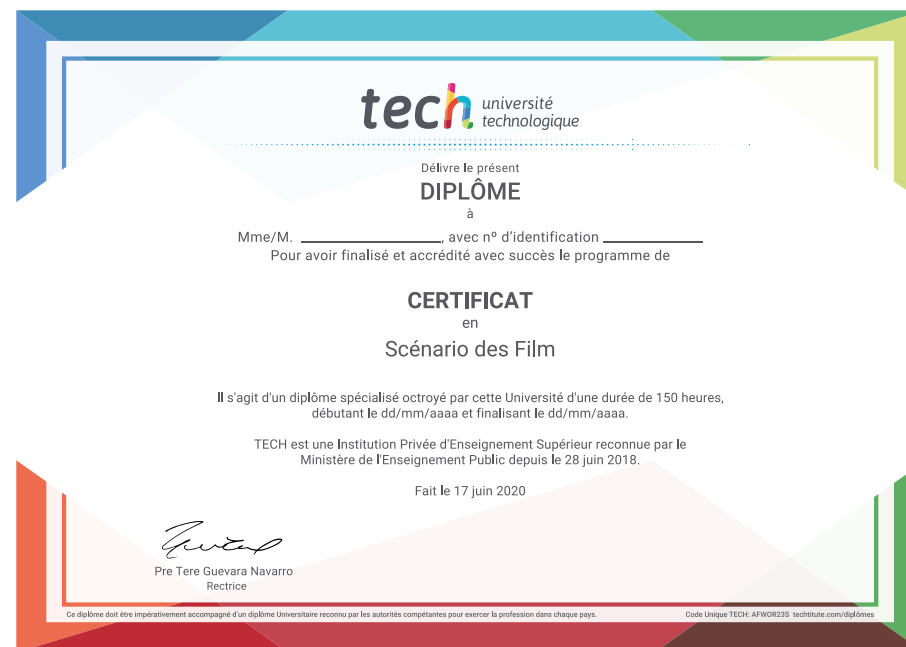 tech université
technologique
Délivre le présent
DIPLÔME
à
Mme/M. ____________________, avec nº d'identification ______________
Pour avoir finalisé et accrédité avec succès le programme de
CERTIFICAT
en
Scénario des Film
Il s'agit d'un diplôme spécialisé octroyé par cette Université d'une durée de 150 heures,
débutant le dd/mm/aaaa et finalisant le dd/mm/aaaa.
TECH est une Institution Privée d'Enseignement Supérieur reconnue par le
Ministère de l'Enseignement Public depuis le 28 juin 2018.
Fait le 17 juin 2020
Pre Tere Guevara Navarro
Rectrice
Ce diplôme doit être impérativement accompagné d'un diplôme Universitaire reconnu par les autorités compétantes pour exercer la profession dans chaque pays.
Code Unique TECH: AFWOR23S techtitute.com/diplômes